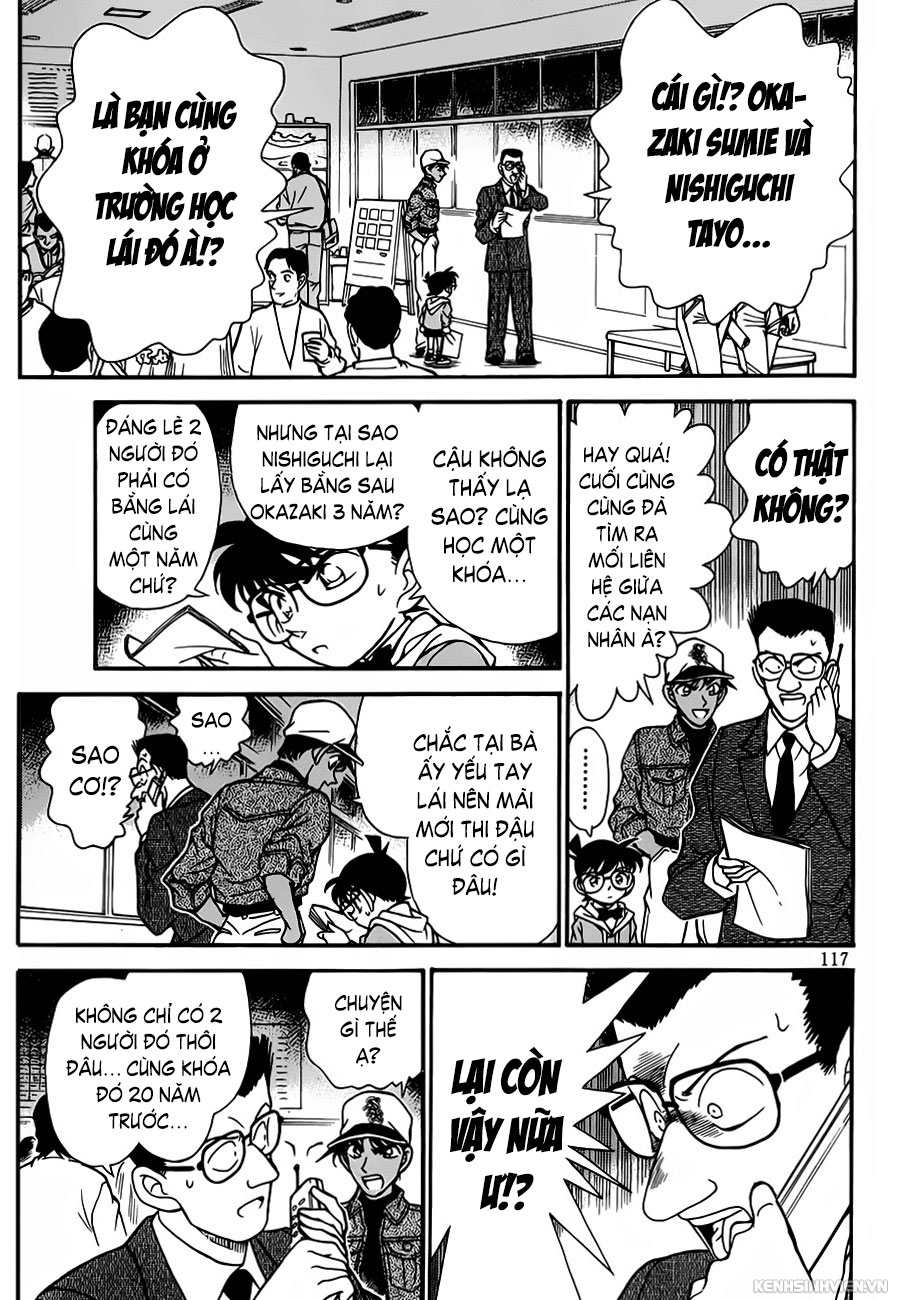 CÁI GÌ!? OKA-
ZAKI SUMIE VÀ
NISHIGUCHI
TAYO...
LÀ BẠN CÙNG
KHÓA Ở
TRƯỜNG HỌC
LÁI ĐÓ À!?
CÓ THẬT
KHÔNG?
HAY QUÁ!
CUỐI CÙNG
CŨNG ĐÃ
TÌM RA
MỐI LIÊN
HỆ GIỮA
CÁC NẠN
NHÂN À?
.........
CẬU KHÔNG
THẤY LẠ
SAO? CÙNG
HỌC MỘT
KHÓA...
NHƯNG TẠI SAO
NISHIGUCHI LẠI
LẤY BẰNG SAU
OKAZAKI 3 NĂM?
ĐÁNG LẼ 2
NGƯỜI ĐÓ
PHẢI CÓ
BẰNG LÁI
CÙNG
MỘT NĂM
CHỨ?
CHẮC TẠI BÀ
ẤY YẾU TAY
LÁI NÊN MÃI
MỚI THI ĐẬU
CHỨ CÓ GÌ
ĐÂU!
SAO
...
SAO
CƠ!?
117
LẠI CÒN
VẬY NỮA
Ư!?
CHUYỆN
GÌ THẾ
Ạ?
KHÔNG CHỈ CÓ 2
NGƯỜI ĐÓ THÔI
ĐÂU... CÙNG KHÓA
ĐÓ 20 NĂM
TRƯỚC...
KENHSINHVIEN.VN